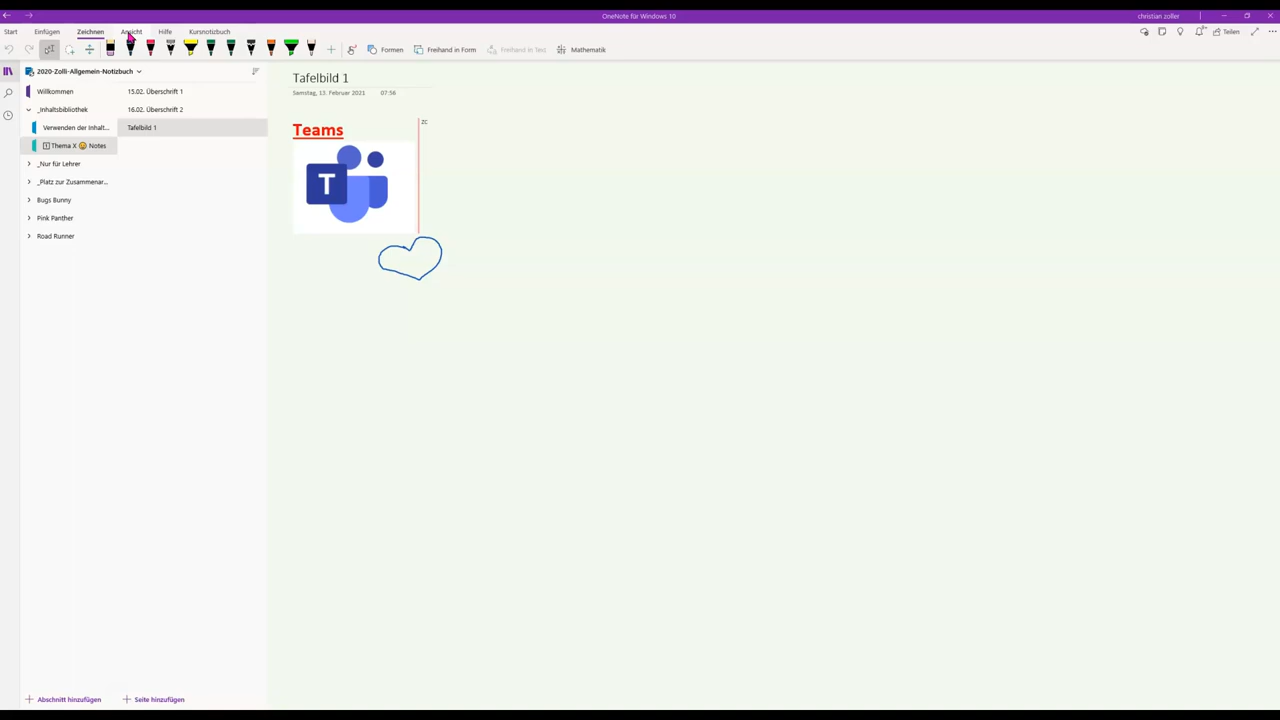 OneNote für Windows 10
christian zoller
Start Einfügen Zeichnen Ansicht Hilfe Kursnotizbuch
Teilen
Formen Freihand in Form Freihand in Text Mathematik
2020-Zolli-Allgemein-Notizbuch
Willkommen
_Inhaltsbibliothek
Verwenden der Inhalt...
T Thema X 😉 Notes
_Nur für Lehrer
_Platz zur Zusammenar...
Bugs Bunny
Pink Panther
Road Runner
15.02. Überschrift 1
16.02. Überschrift 2
Tafelbild 1
Tafelbild 1
Samstag, 13. Februar 2021 07:56
Teams
ZC
T
Abschnitt hinzufügen
Seite hinzufügen